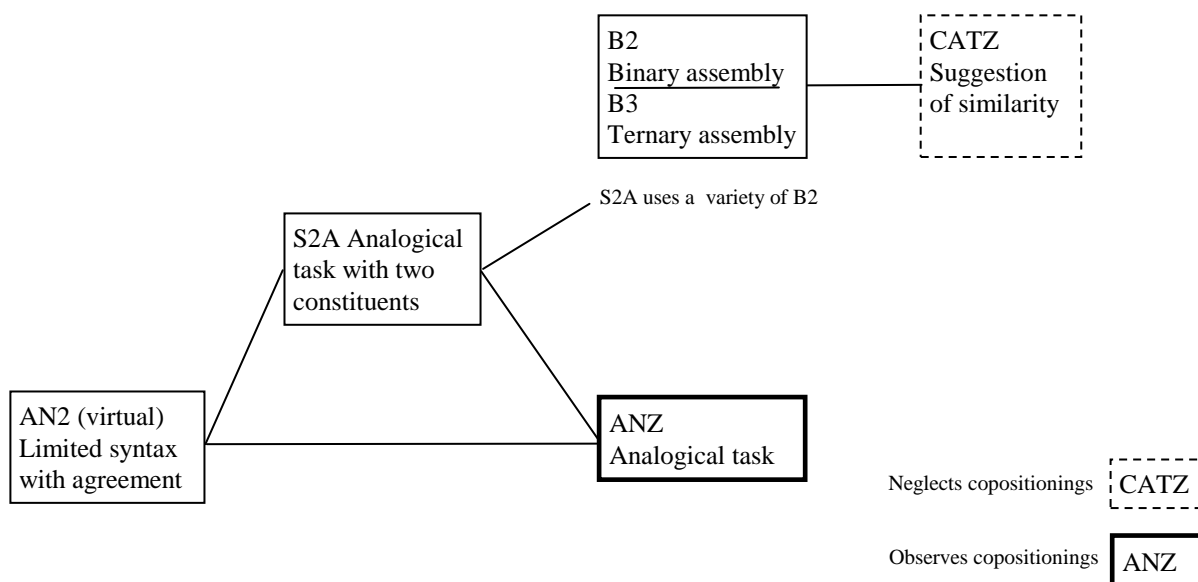 B2
Binary assembly
B3
Ternary assembly
CATZ
Suggestion
of similarity
S2A uses a variety of B2
S2A Analogical
task with two
constituents
AN2 (virtual)
Limited syntax
with agreement
ANZ
Analogical task
Neglects copositionings
CATZ
Observes copositionings
ANZ